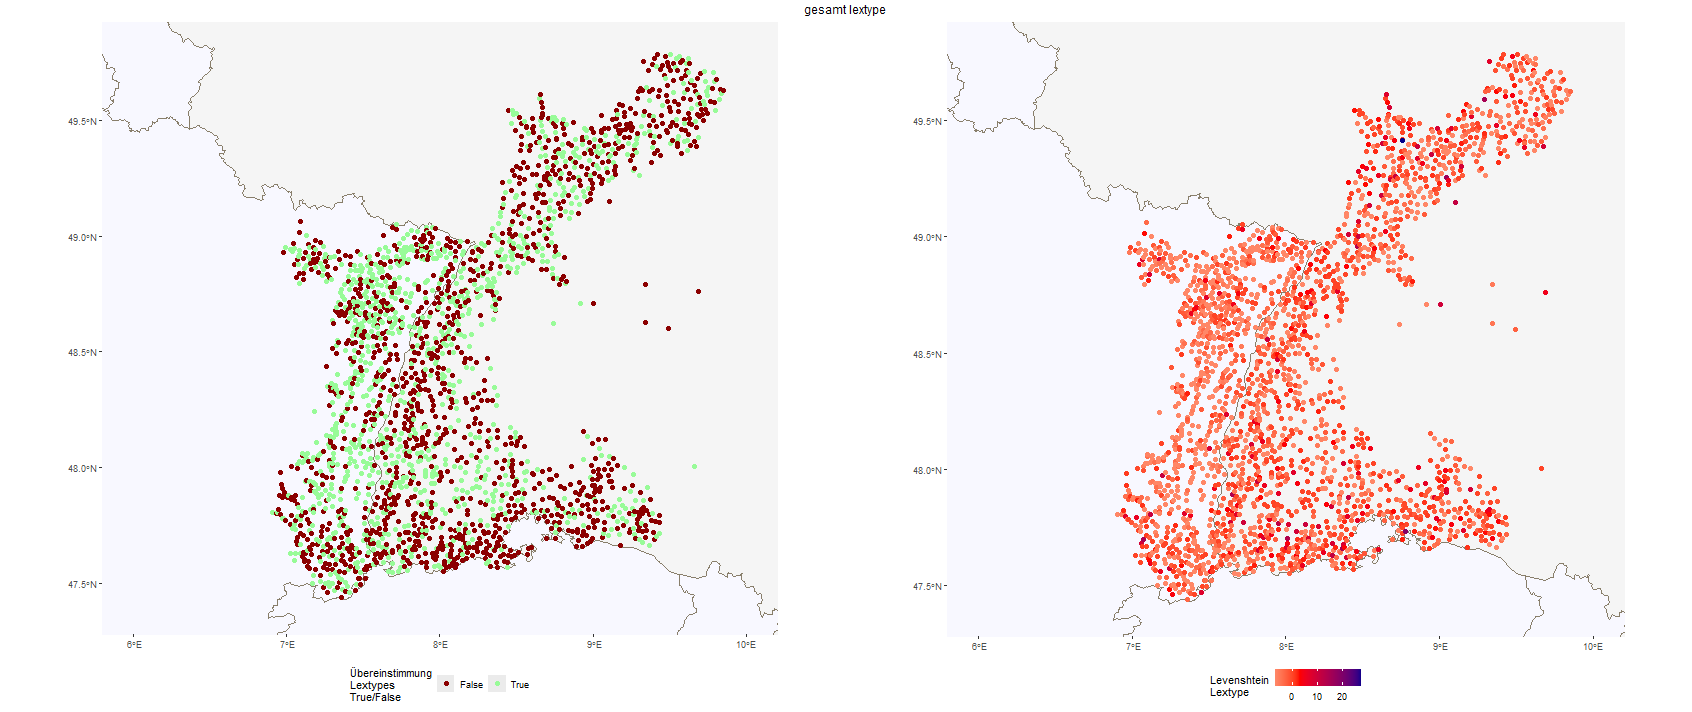 gesamt lextype
49.5°N
49.0°N
48.5°N
48.0°N
47.5°N
6°E
7°E
8°E
9°E
10°E
Übereinstimmung
Lextypes
True/False
False
True
49.5°N
49.0°N
48.5°N
48.0°N
47.5°N
6°E
7°E
8°E
9°E
10°E
Levenshtein
Lextype
0
10
20